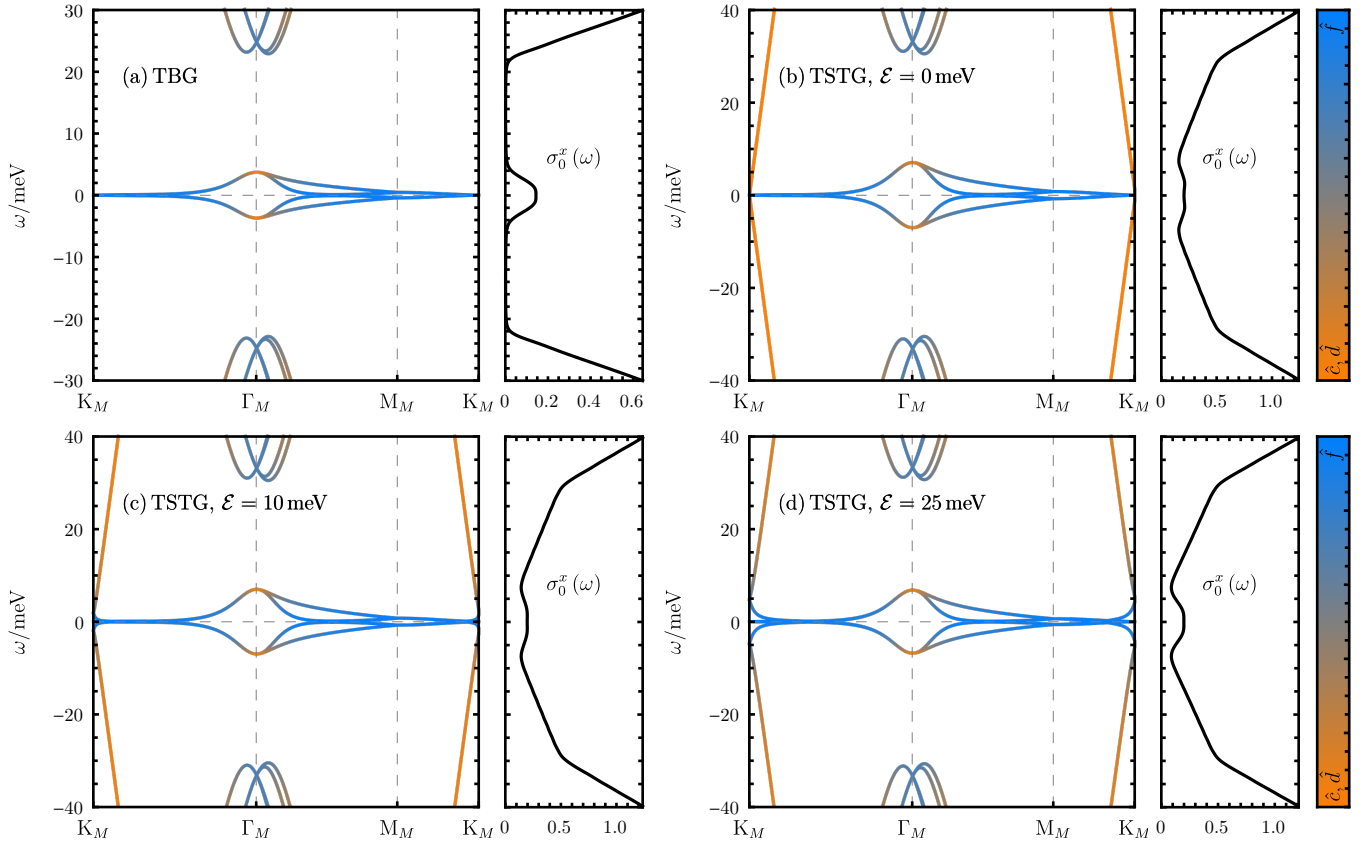 (a) TBG
ω/meV
30
20
10
0
−10
−20
−30
K_M Γ_M M_M K_M
σ_0^x (ω)
0 0.2 0.4 0.6
(b) TSTG, ℰ = 0 meV
ω/meV
40
20
0
−20
−40
K_M Γ_M M_M K_M
σ_0^x (ω)
0 0.5 1.0
f̂
ĉ, d̂
(c) TSTG, ℰ = 10 meV
ω/meV
40
20
0
−20
−40
K_M Γ_M M_M K_M
σ_0^x (ω)
0 0.5 1.0
(d) TSTG, ℰ = 25 meV
ω/meV
40
20
0
−20
−40
K_M Γ_M M_M K_M
σ_0^x (ω)
0 0.5 1.0
f̂
ĉ, d̂